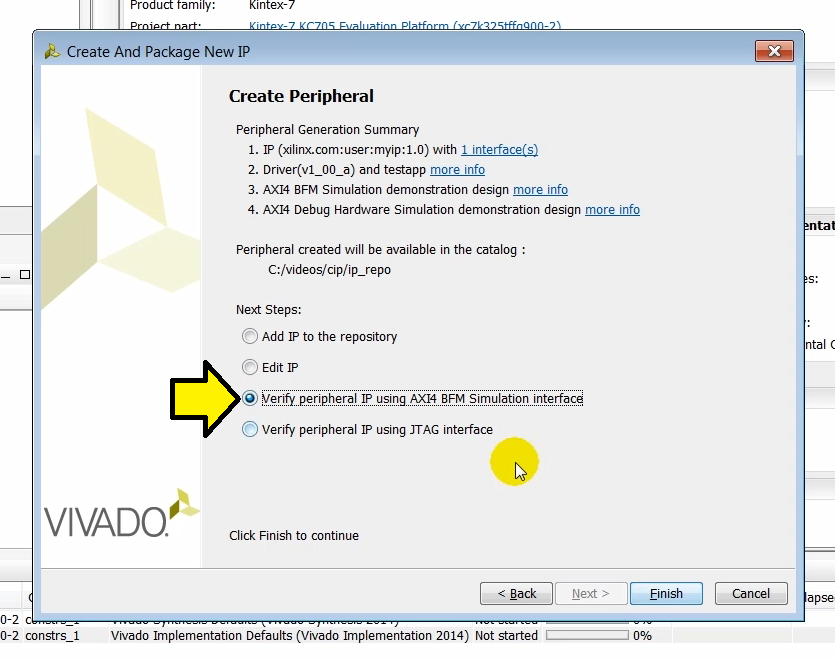 Product family: Kintex-7
Project part: Kintex-7 KC705 Evaluation Platform (xc7k325tffg900-2)
Create And Package New IP
Create Peripheral
Peripheral Generation Summary
1. IP (xilinx.com:user:myip:1.0) with 1 interface(s)
2. Driver(v1_00_a) and testapp more info
3. AXI4 BFM Simulation demonstration design more info
4. AXI4 Debug Hardware Simulation demonstration design more info
Peripheral created will be available in the catalog :
C:/videos/cip/ip_repo
Next Steps:
Add IP to the repository
Edit IP
Verify peripheral IP using AXI4 BFM Simulation interface
Verify peripheral IP using JTAG interface
VIVADO.
Click Finish to continue
< Back Next > Finish Cancel
0-2 constrs_1 Vivado Synthesis Defaults (Vivado Synthesis 2014) Not started 0%
0-2 constrs_1 Vivado Implementation Defaults (Vivado Implementation 2014) Not started 0%